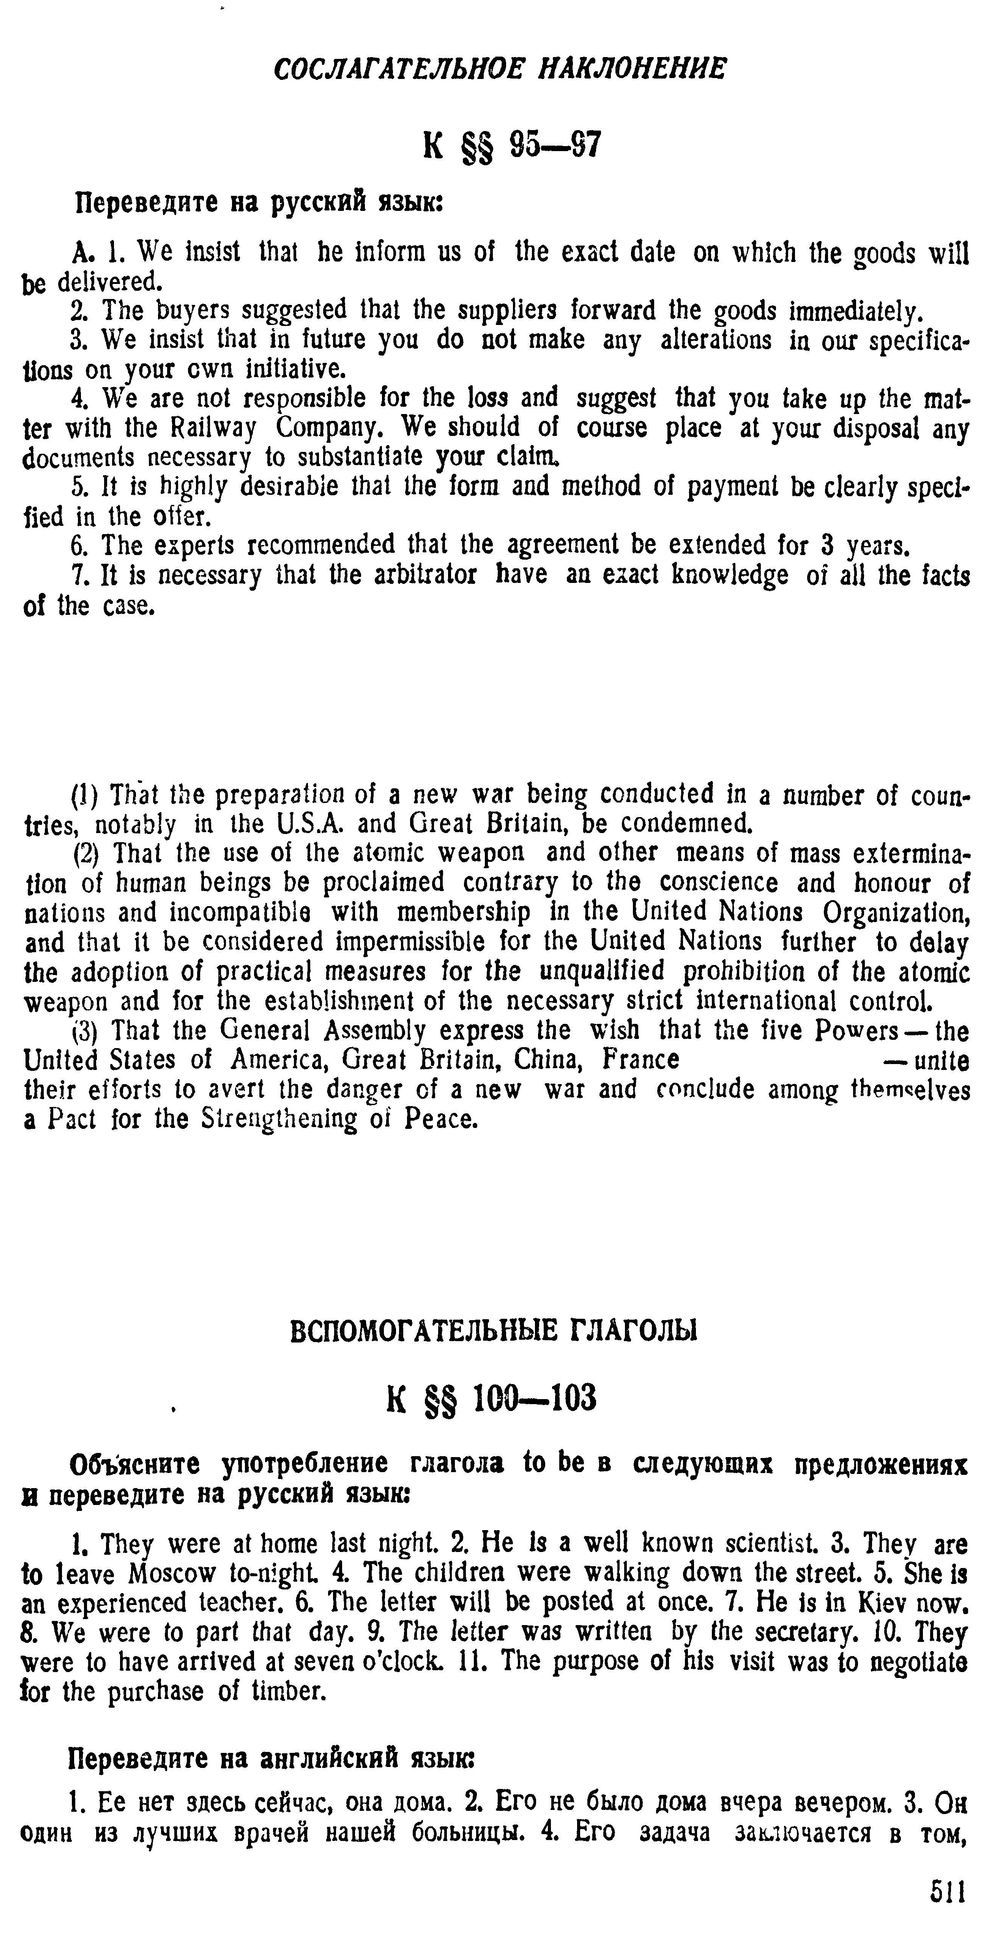 СОСЛАГАТЕЛЬНОЕ НАКЛОНЕНИЕ
К §§ 95—97
Переведите на русский язык:
А. 1. We insist that he inform us of the exact date on which the goods will
be delivered.
2. The buyers suggested that the suppliers forward the goods immediately.
3. We insist that in future you do not make any alterations in our specifica-
tions on your own initiative.
4. We are not responsible for the loss and suggest that you take up the mat-
ter with the Railway Company. We should of course place at your disposal any
documents necessary to substantiate your claim.
5. It is highly desirable that the form and method of payment be clearly speci-
fied in the offer.
6. The experts recommended that the agreement be extended for 3 years.
7. It is necessary that the arbitrator have an exact knowledge of all the facts
of the case.
(1) That the preparation of a new war being conducted in a number of coun-
tries, notably in the U.S.A. and Great Britain, be condemned.
(2) That the use of the atomic weapon and other means of mass extermina-
tion of human beings be proclaimed contrary to the conscience and honour of
nations and incompatible with membership in the United Nations Organization,
and that it be considered impermissible for the United Nations further to delay
the adoption of practical measures for the unqualified prohibition of the atomic
weapon and for the establishment of the necessary strict international control.
(3) That the General Assembly express the wish that the five Powers — the
United States of America, Great Britain, China, France — unite
their efforts to avert the danger of a new war and conclude among themselves
a Pact for the Strengthening of Peace.
ВСПОМОГАТЕЛЬНЫЕ ГЛАГОЛЫ
К §§ 100—103
Объясните употребление глагола to be в следующих предложениях
и переведите на русский язык:
1. They were at home last night. 2. He is a well known scientist. 3. They are
to leave Moscow to-night. 4. The children were walking down the street. 5. She is
an experienced teacher. 6. The letter will be posted at once. 7. He is in Kiev now.
8. We were to part that day. 9. The letter was written by the secretary. 10. They
were to have arrived at seven o'clock. 11. The purpose of his visit was to negotiate
for the purchase of timber.
Переведите на английский язык:
1. Ее нет здесь сейчас, она дома. 2. Его не было дома вчера вечером. 3. Он
один из лучших врачей нашей больницы. 4. Его задача заключается в том,
511